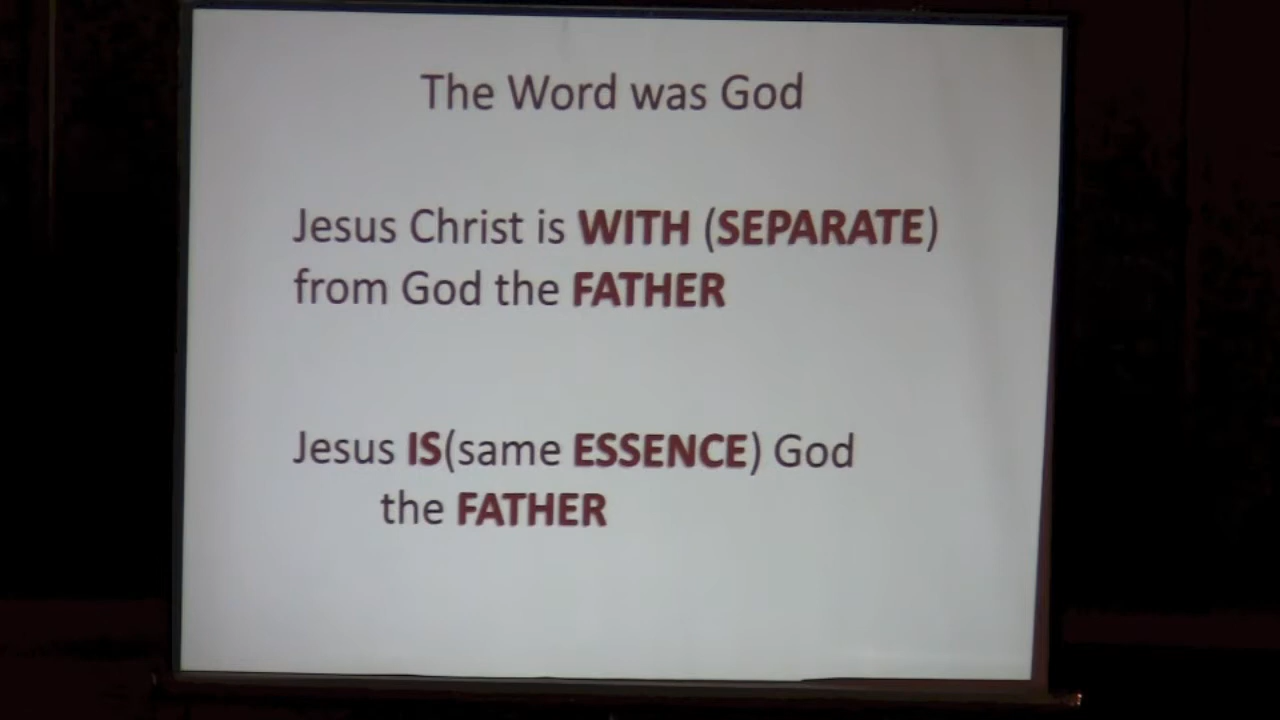 The Word was God
Jesus Christ is WITH (SEPARATE)
from God the FATHER
Jesus IS(same ESSENCE) God
the FATHER